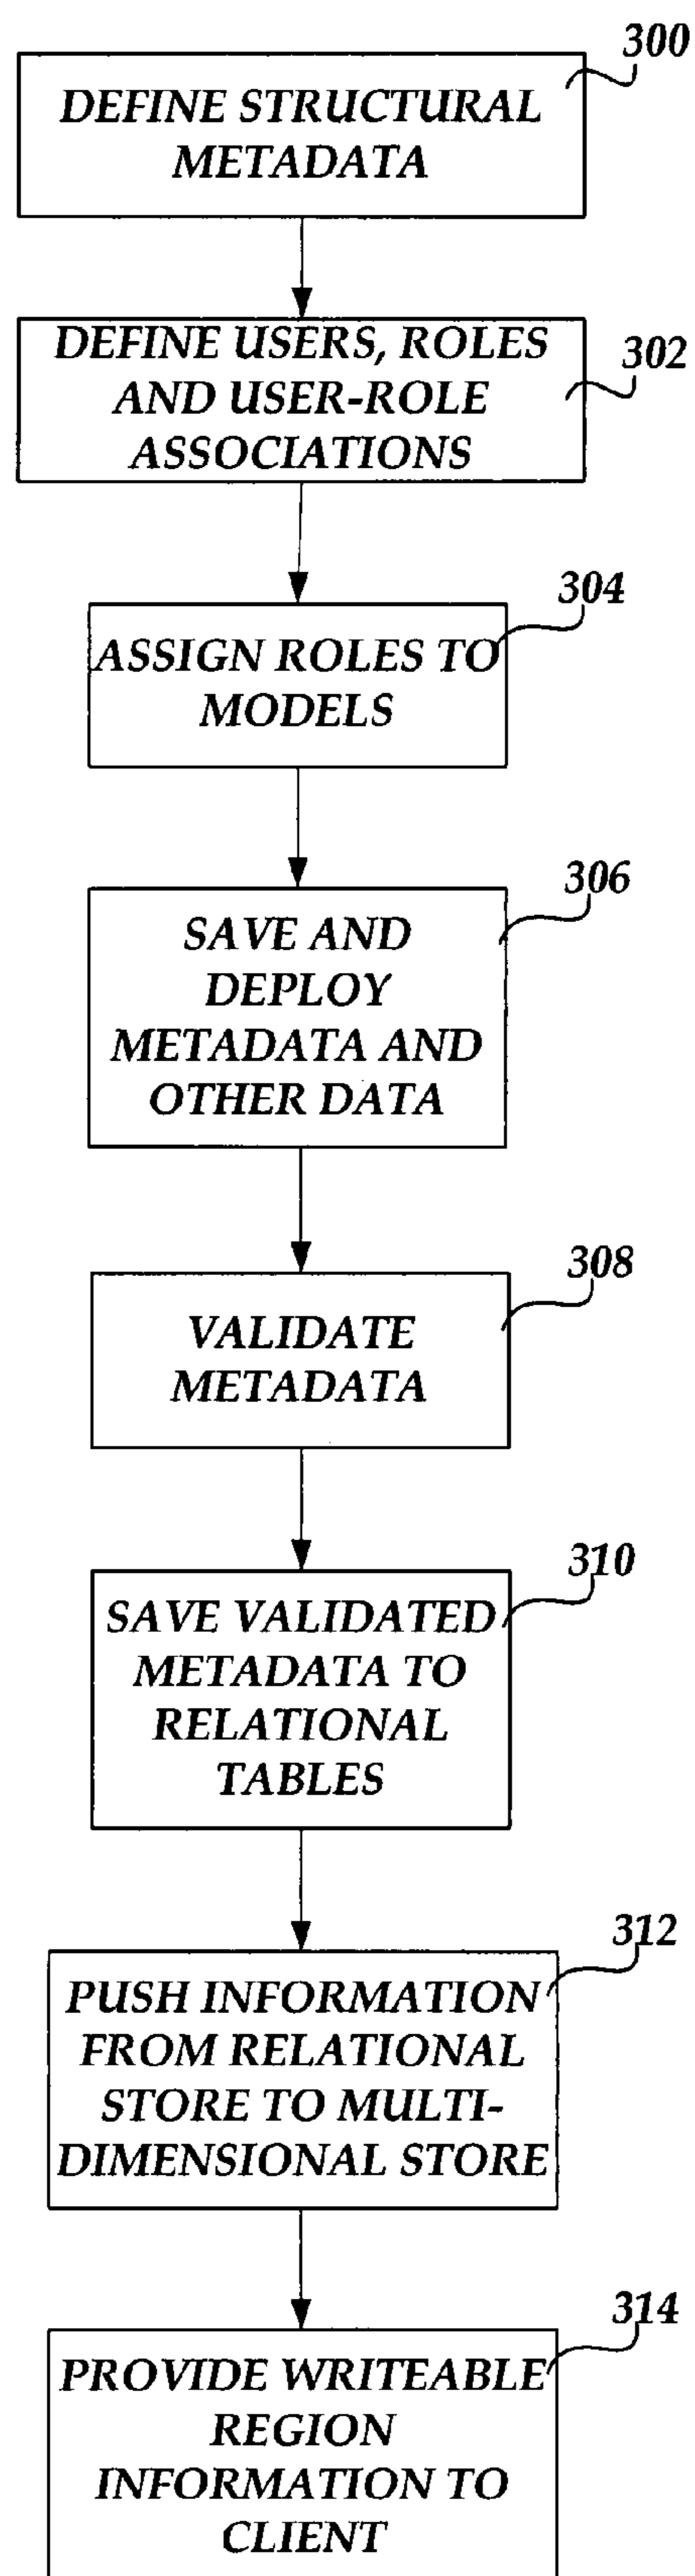 300
DEFINE STRUCTURAL
METADATA
302
DEFINE USERS, ROLES
AND USER-ROLE
ASSOCIATIONS
304
ASSIGN ROLES TO
MODELS
306
SAVE AND
DEPLOY
METADATA AND
OTHER DATA
308
VALIDATE
METADATA
310
SAVE VALIDATED
METADATA TO
RELATIONAL
TABLES
312
PUSH INFORMATION
FROM RELATIONAL
STORE TO MULTI-
DIMENSIONAL STORE
314
PROVIDE WRITEABLE
REGION
INFORMATION TO
CLIENT